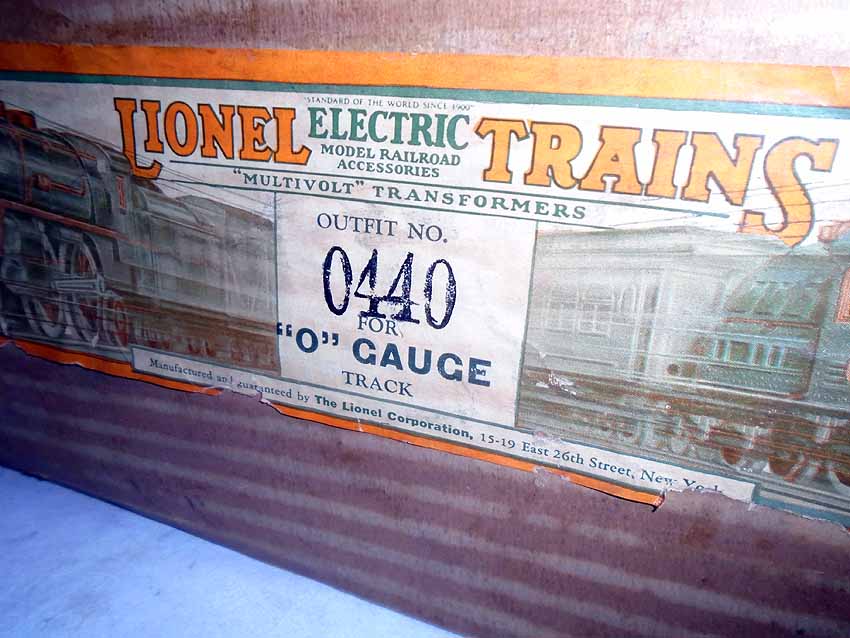 "STANDARD OF THE WORLD SINCE 1900"
LIONEL ELECTRIC TRAINS
MODEL RAILROAD
ACCESSORIES
"MULTIVOLT" TRANSFORMERS
OUTFIT NO.
0440
FOR
"O" GAUGE
TRACK
Manufactured and guaranteed by The Lionel Corporation, 15-19 East 26th Street, New York